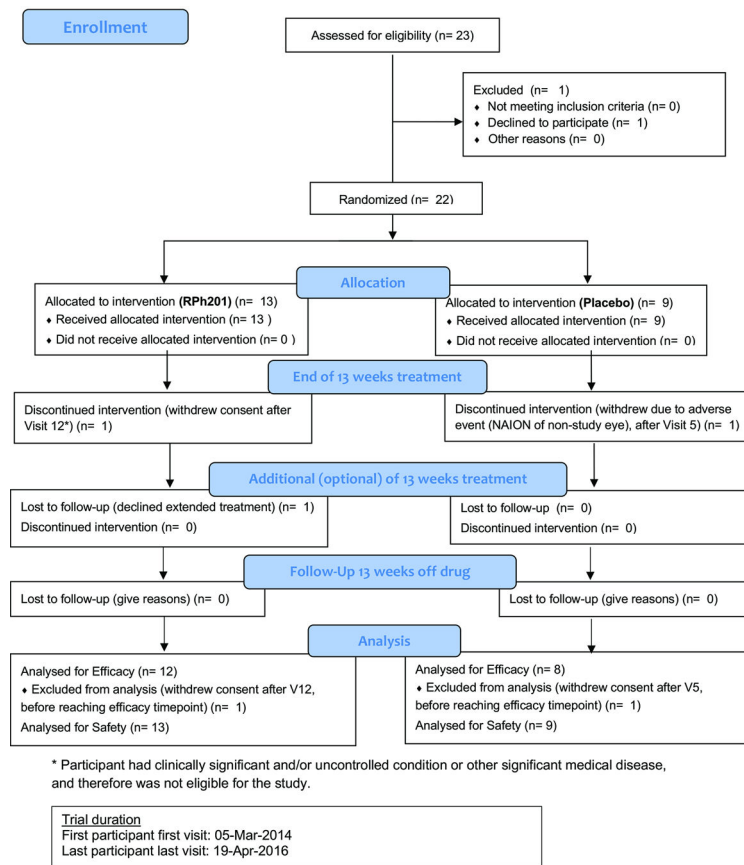 Enrollment
Assessed for eligibility (n= 23)
Excluded (n= 1)
♦ Not meeting inclusion criteria (n= 0)
♦ Declined to participate (n= 1)
♦ Other reasons (n= 0)
Randomized (n= 22)
Allocation
Allocated to intervention (RPh201) (n= 13)
♦ Received allocated intervention (n= 13 )
♦ Did not receive allocated intervention (n= 0 )
Allocated to intervention (Placebo) (n= 9)
♦ Received allocated intervention (n= 9)
♦ Did not receive allocated intervention (n= 0)
End of 13 weeks treatment
Discontinued intervention (withdrew consent after
Visit 12*) (n= 1)
Discontinued intervention (withdrew due to adverse
event (NAION of non-study eye), after Visit 5) (n= 1)
Additional (optional) of 13 weeks treatment
Lost to follow-up (declined extended treatment) (n= 1)
Discontinued intervention (n= 0)
Lost to follow-up (n= 0)
Discontinued intervention (n= 0)
Follow-Up 13 weeks off drug
Lost to follow-up (give reasons) (n= 0)
Lost to follow-up (give reasons) (n= 0)
Analysis
Analysed for Efficacy (n= 12)
♦ Excluded from analysis (withdrew consent after V12,
before reaching efficacy timepoint) (n= 1)
Analysed for Safety (n= 13)
Analysed for Efficacy (n= 8)
♦ Excluded from analysis (withdrew consent after V5,
before reaching efficacy timepoint) (n= 1)
Analysed for Safety (n= 9)
* Participant had clinically significant and/or uncontrolled condition or other significant medical disease,
and therefore was not eligible for the study.
Trial duration
First participant first visit: 05-Mar-2014
Last participant last visit: 19-Apr-2016